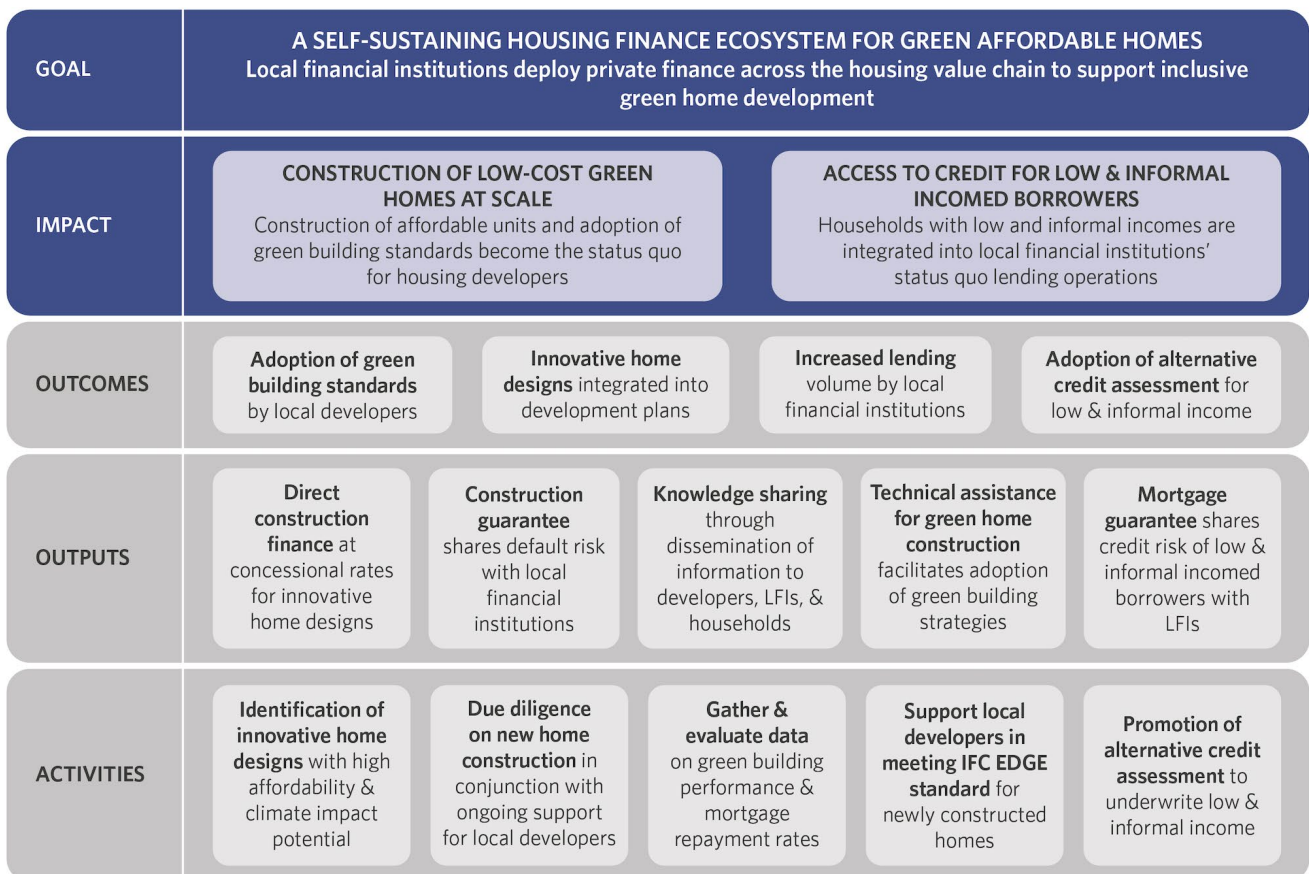 GOAL
A SELF-SUSTAINING HOUSING FINANCE ECOSYSTEM FOR GREEN AFFORDABLE HOMES
Local financial institutions deploy private finance across the housing value chain to support inclusive
green home development
IMPACT
CONSTRUCTION OF LOW-COST GREEN
HOMES AT SCALE
Construction of affordable units and adoption of
green building standards become the status quo
for housing developers
ACCESS TO CREDIT FOR LOW & INFORMAL
INCOMED BORROWERS
Households with low and informal incomes are
integrated into local financial institutions'
status quo lending operations
OUTCOMES
Adoption of green
building standards
by local developers
Innovative home
designs integrated into
development plans
Increased lending
volume by local
financial institutions
Adoption of alternative
credit assessment for
low & informal income
OUTPUTS
Direct
construction
finance at
concessional rates
for innovative
home designs
Construction
guarantee
shares default risk
with local
financial
institutions
Knowledge sharing
through
dissemination of
information to
developers, LFIs, &
households
Technical assistance
for green home
construction
facilitates adoption
of green building
strategies
Mortgage
guarantee shares
credit risk of low &
informal incomed
borrowers with
LFIs
ACTIVITIES
Identification of
innovative home
designs with high
affordability &
climate impact
potential
Due diligence
on new home
construction in
conjunction with
ongoing support
for local developers
Gather &
evaluate data
on green building
performance &
mortgage
repayment rates
Support local
developers in
meeting IFC EDGE
standard for
newly constructed
homes
Promotion of
alternative credit
assessment to
underwrite low &
informal income